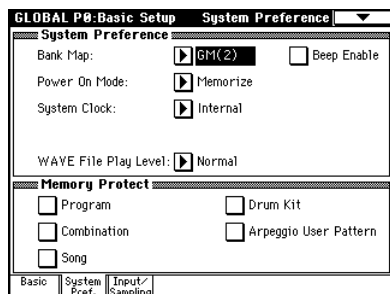 GLOBAL P0:Basic Setup System Preference
System Preference
Bank Map: GM(2) Beep Enable
Power On Mode: Memorize
System Clock: Internal
WAVE File Play Level: Normal
Memory Protect
Program Drum Kit
Combination Arpeggio User Pattern
Song
Basic System Pref. Input/Sampling